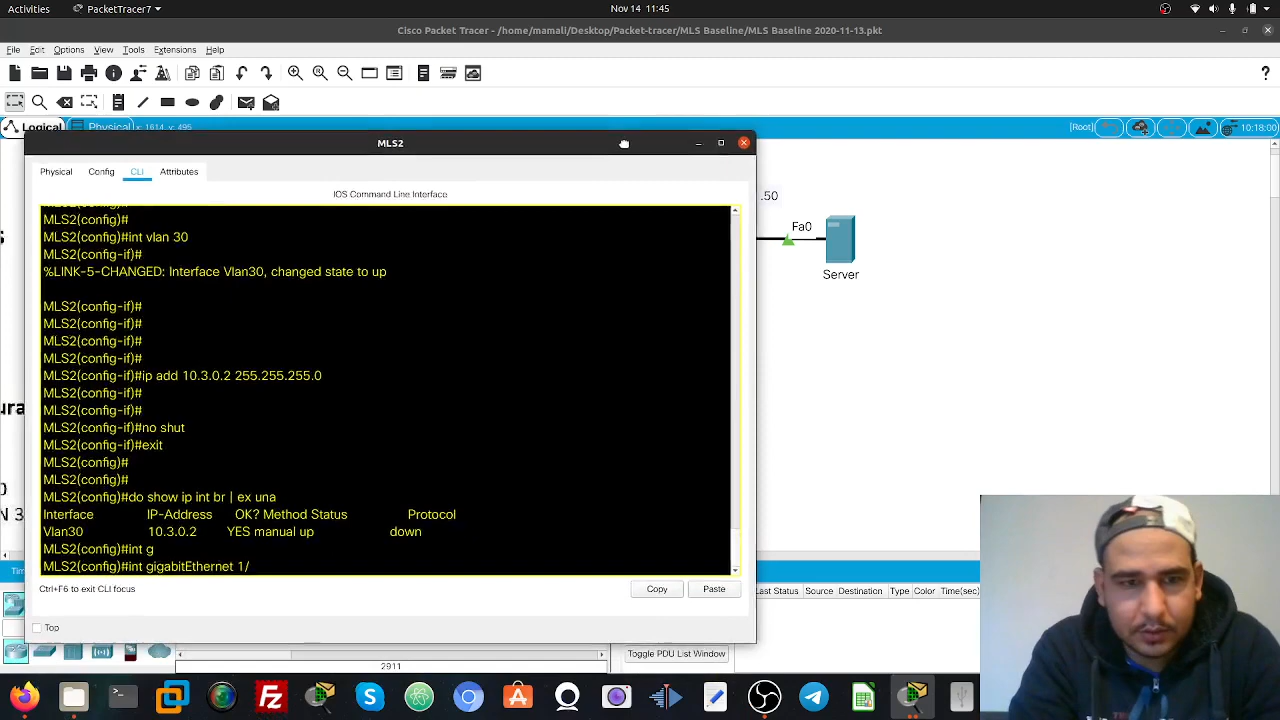 Activities
PacketTracer7
Nov 14 11:45
Cisco Packet Tracer - /home/mamali/Desktop/Packet-tracer/MLS Baseline/MLS Baseline 2020-11-13.pkt
File Edit Options View Tools Extensions Help
Logical Physical x: 1614, y: 495
[Root]
10:18:00
MLS2
Physical Config CLI Attributes
IOS Command Line Interface
MLS2(config)#
MLS2(config)#int vlan 30
MLS2(config-if)#
%LINK-5-CHANGED: Interface Vlan30, changed state to up
MLS2(config-if)#
MLS2(config-if)#
MLS2(config-if)#
MLS2(config-if)#
MLS2(config-if)#ip add 10.3.0.2 255.255.255.0
MLS2(config-if)#
MLS2(config-if)#
MLS2(config-if)#no shut
MLS2(config-if)#exit
MLS2(config)#
MLS2(config)#
MLS2(config)#do show ip int br | ex una
Interface IP-Address OK? Method Status Protocol
Vlan30 10.3.0.2 YES manual up down
MLS2(config)#int g
MLS2(config)#int gigabitEthernet 1/
Ctrl+F6 to exit CLI focus
Copy
Paste
Top
.50
Fa0
Server
Last Status Source Destination Type Color Time(sec)
2911
Toggle PDU List Window